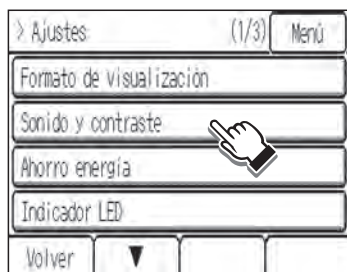 > Ajustes (1/3) Menú
Formato de visualización
Sonido y contraste
Ahorro energía
Indicador LED
Volver ▼